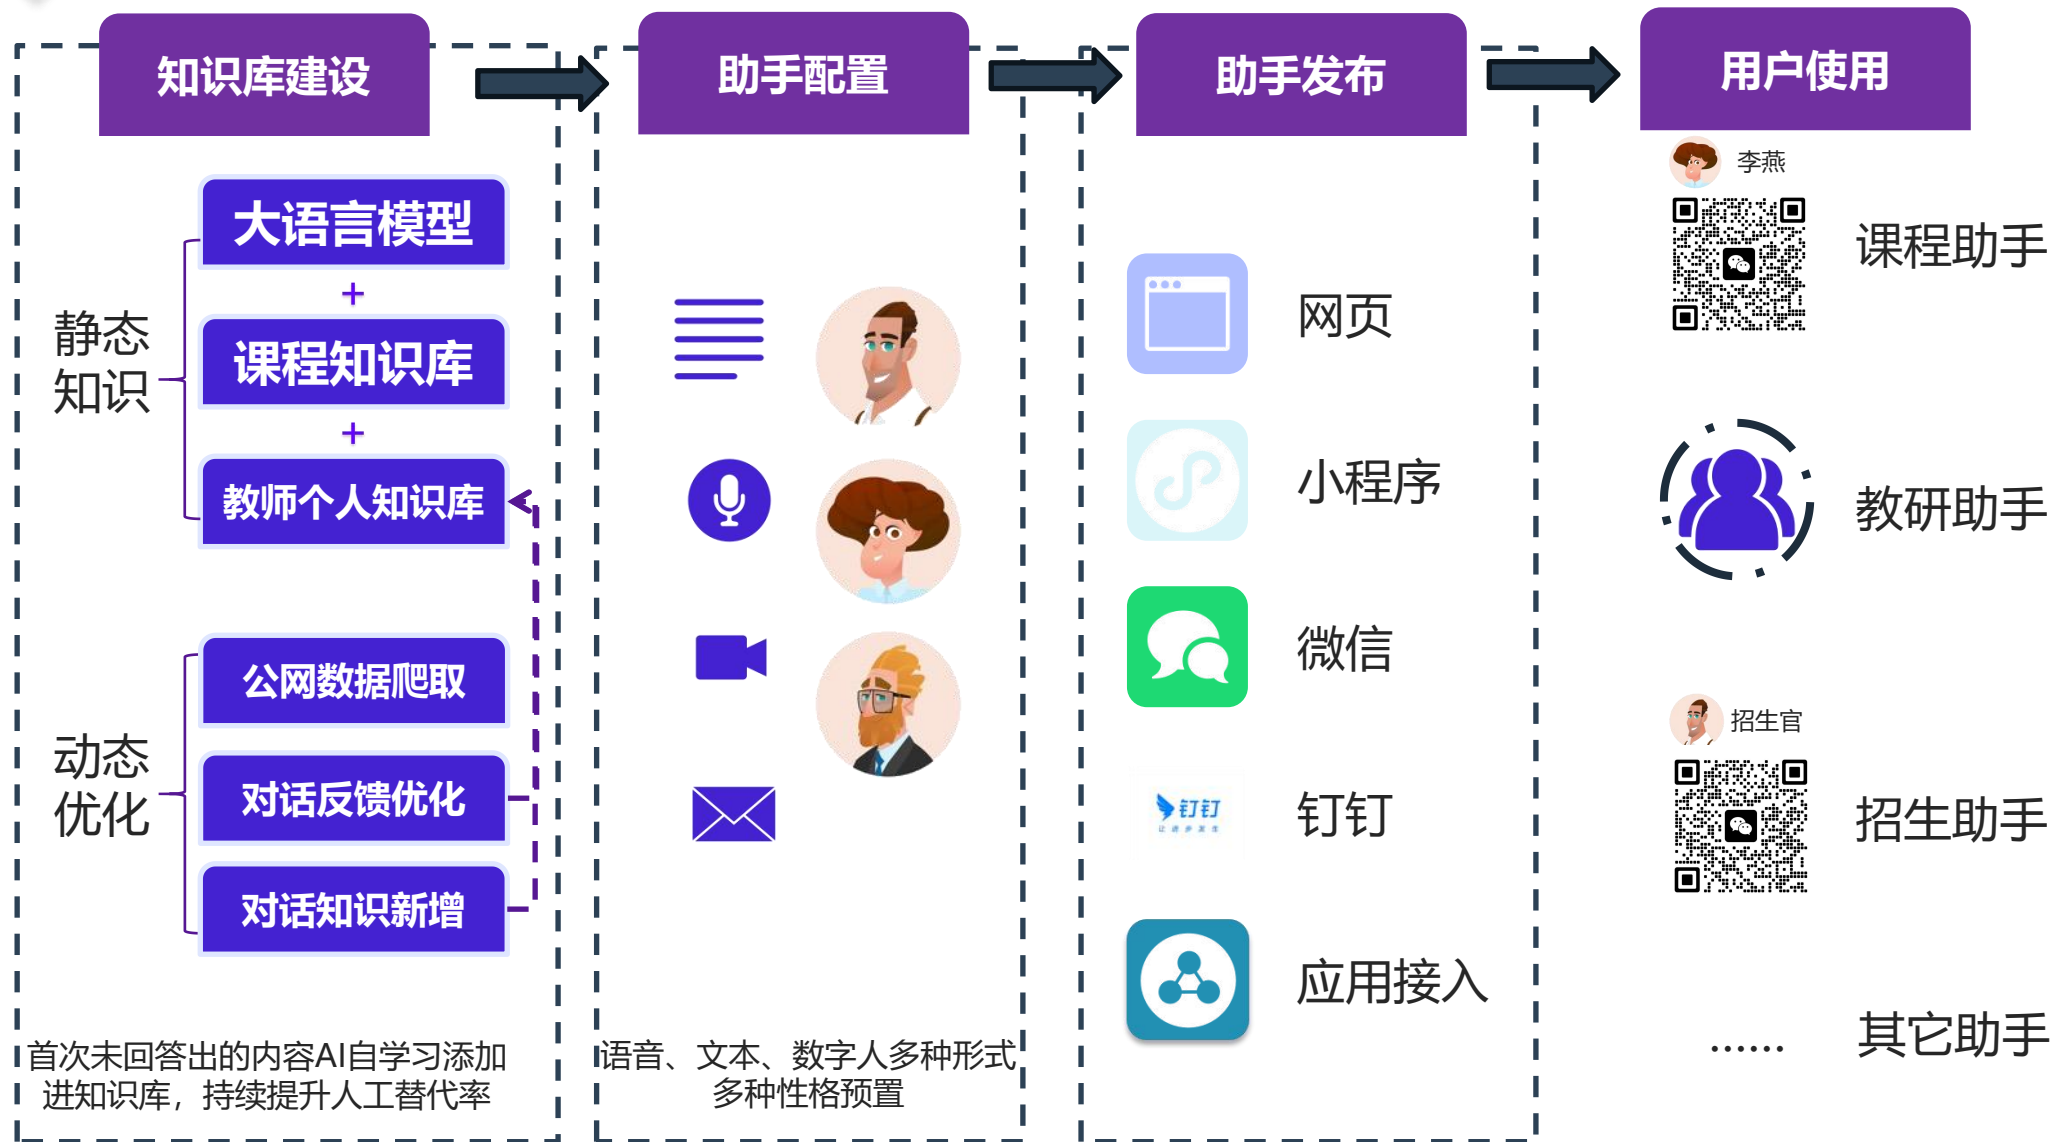 知识库建设
助手配置
助手发布
用户使用
静态
知识
大语言模型
+
课程知识库
+
教师个人知识库
动态
优化
公网数据爬取
对话反馈优化
对话知识新增
首次未回答出的内容AI自学习添加
进知识库，持续提升人工替代率
语音、文本、数字人多种形式
多种性格预置
网页
小程序
微信
钉钉
让进步发生
钉钉
应用接入
李燕
课程助手
教研助手
招生官
招生助手
......
其它助手